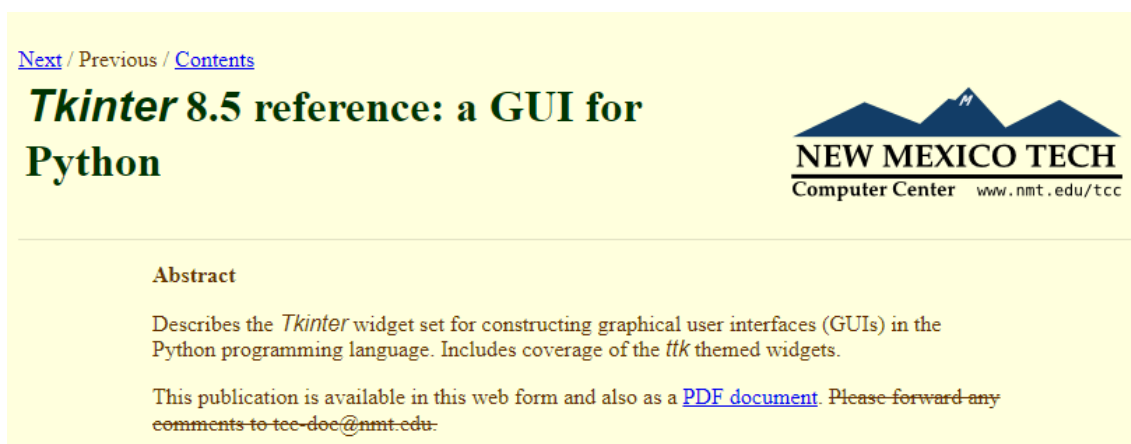 Next / Previous / Contents
Tkinter 8.5 reference: a GUI for
Python
M
NEW MEXICO TECH
Computer Center www.nmt.edu/tcc
Abstract
Describes the Tkinter widget set for constructing graphical user interfaces (GUIs) in the
Python programming language. Includes coverage of the ttk themed widgets.
This publication is available in this web form and also as a PDF document. Please forward any
comments to tcc-doc@nmt.edu.